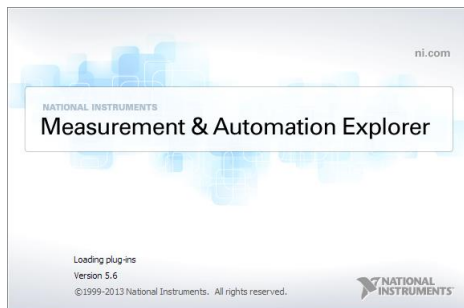 ni.com
NATIONAL INSTRUMENTS
Measurement & Automation Explorer
Loading plug-ins
Version 5.6
©1999-2013 National Instruments. All rights reserved.
NATIONAL
INSTRUMENTS